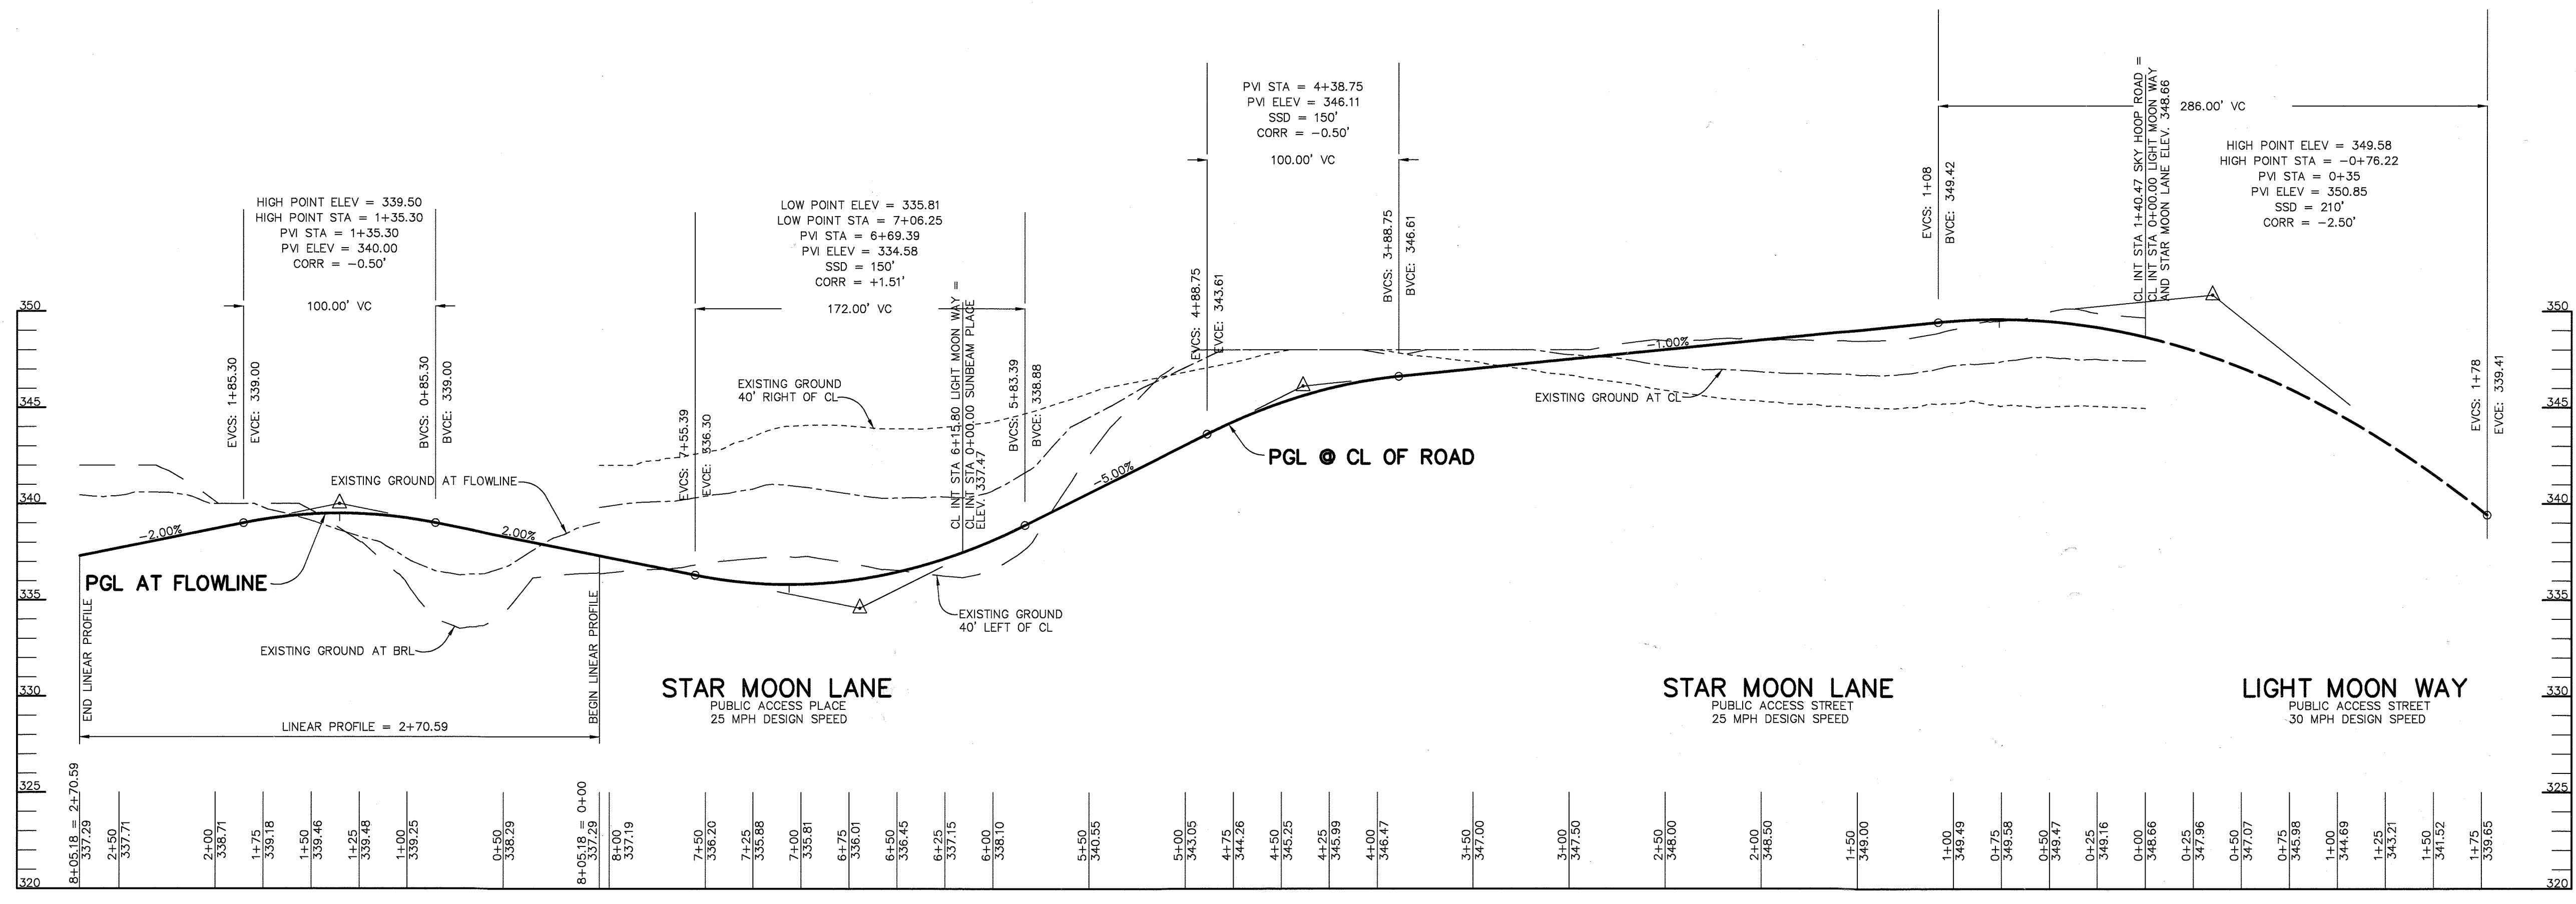 PVI STA = 4+38.75
PVI ELEV = 346.11
SSD = 150'
CORR = -0.50'
100.00' VC
286.00' VC
CL INT STA 1+40.47 SKY HOOP ROAD =
CL INT STA 0+00.00 LIGHT MOON WAY
AND STAR MOON LANE ELEV. 348.66
HIGH POINT ELEV = 349.58
HIGH POINT STA = -0+76.22
PVI STA = 0+35
PVI ELEV = 350.85
SSD = 210'
CORR = -2.50'
HIGH POINT ELEV = 339.50
HIGH POINT STA = 1+35.30
PVI STA = 1+35.30
PVI ELEV = 340.00
CORR = -0.50'
100.00' VC
LOW POINT ELEV = 335.81
LOW POINT STA = 7+06.25
PVI STA = 6+69.39
PVI ELEV = 334.58
SSD = 150'
CORR = +1.51'
172.00' VC
EVCS: 1+85.30
EVCE: 339.00
BVCS: 0+85.30
BVCE: 339.00
EVCS: 7+55.39
EVCE: 336.30
CL INT STA 6+15.80 LIGHT MOON WAY =
CL INT STA 0+00.00 SUNBEAM PLACE
ELEV. 337.47
BVCS: 5+83.39
BVCE: 338.88
EVCS: 4+88.75
EVCE: 343.61
BVCS: 3+88.75
BVCE: 346.61
EVCS: 1+08
BVCE: 349.42
EVCS: 1+78
EVCE: 339.41
350
345
340
335
330
325
320
350
345
340
335
330
325
320
EXISTING GROUND
40' RIGHT OF CL
EXISTING GROUND AT FLOWLINE
EXISTING GROUND AT CL
-2.00%
2.00%
-5.00%
-1.00%
PGL @ CL OF ROAD
PGL AT FLOWLINE
EXISTING GROUND
40' LEFT OF CL
EXISTING GROUND AT BRL
END LINEAR PROFILE
BEGIN LINEAR PROFILE
LINEAR PROFILE = 2+70.59
STAR MOON LANE
PUBLIC ACCESS PLACE
25 MPH DESIGN SPEED
STAR MOON LANE
PUBLIC ACCESS STREET
25 MPH DESIGN SPEED
LIGHT MOON WAY
PUBLIC ACCESS STREET
30 MPH DESIGN SPEED
8+05.18 = 2+70.59
337.29
2+50
337.71
2+00
338.71
1+75
339.18
1+50
339.46
1+25
339.48
1+00
339.25
0+50
338.29
8+05.18 = 0+00
337.29
8+00
337.19
7+50
336.20
7+25
335.88
7+00
335.81
6+75
336.01
6+50
336.45
6+25
337.15
6+00
338.10
5+50
340.55
5+00
343.05
4+75
344.26
4+50
345.25
4+25
345.99
4+00
346.47
3+50
347.00
3+00
347.50
2+50
348.00
2+00
348.50
1+50
349.00
1+00
349.49
0+75
349.58
0+50
349.47
0+25
349.16
0+00
348.66
0+25
347.96
0+50
347.07
0+75
345.98
1+00
344.69
1+25
343.21
1+50
341.52
1+75
339.65